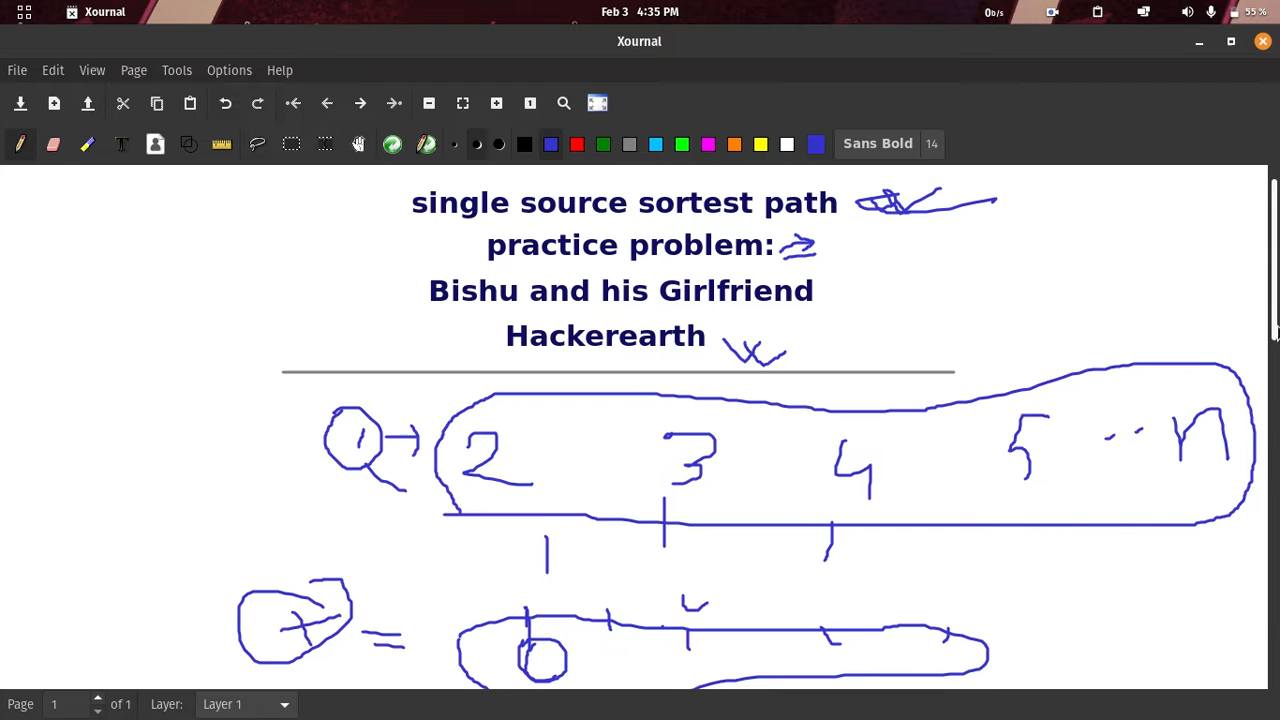 Xournal
Feb 3 4:35 PM
0b/s
55 %
Xournal
File Edit View Page Tools Options Help
Sans Bold 14
single source sortest path
practice problem:
Bishu and his Girlfriend
Hackerearth
1 → 2 3 4 5 -- n
=
Page 1 of 1 Layer: Layer 1